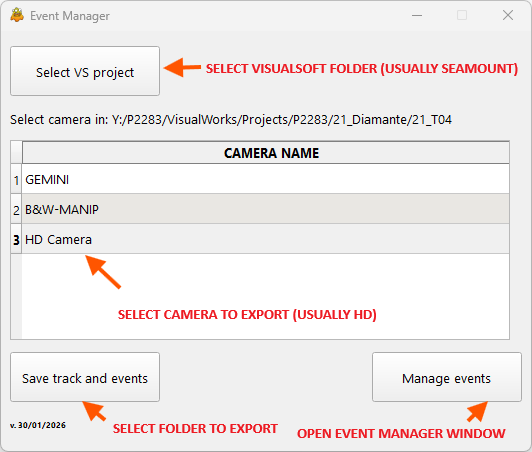 Event Manager
Select VS project
SELECT VISUALSOFT FOLDER (USUALLY SEAMOUNT)
Select camera in: Y:/P2283/VisualWorks/Projects/P2283/21_Diamante/21_T04
CAMERA NAME
1 GEMINI
2 B&W-MANIP
3 HD Camera
SELECT CAMERA TO EXPORT (USUALLY HD)
Save track and events
Manage events
v. 30/01/2026
SELECT FOLDER TO EXPORT
OPEN EVENT MANAGER WINDOW